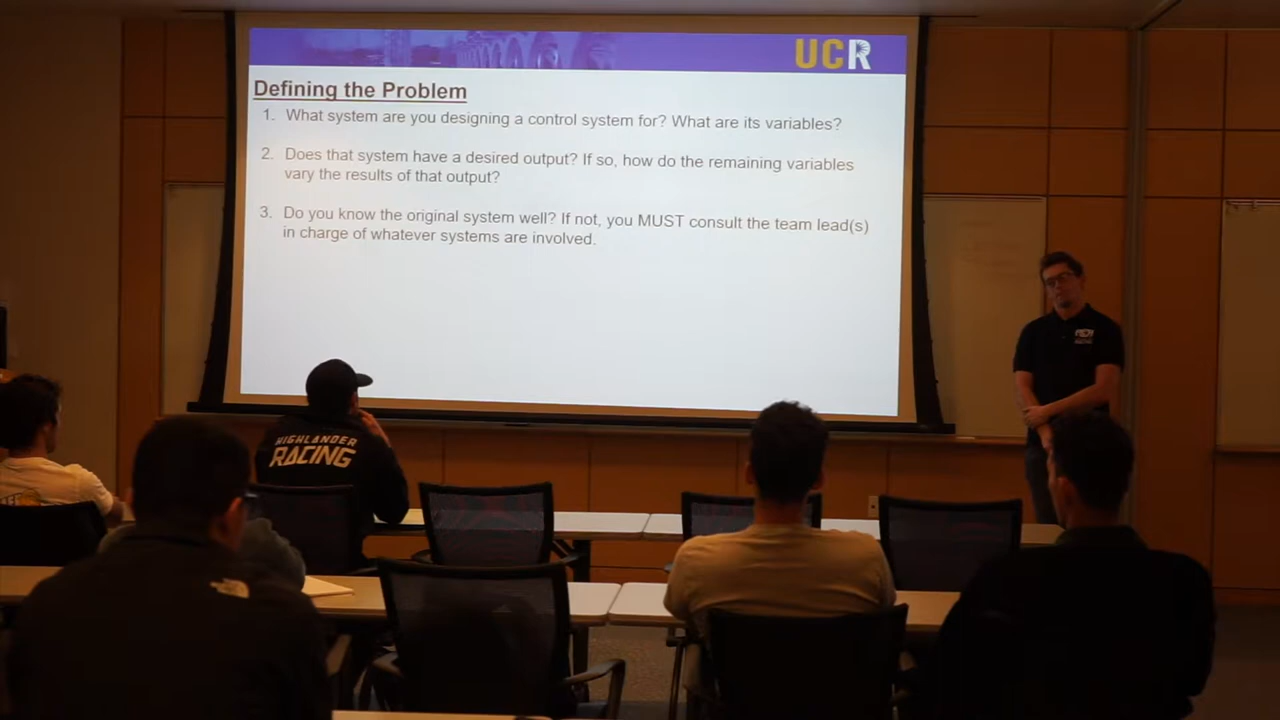 UCR
Defining the Problem
1. What system are you designing a control system for? What are its variables?
2. Does that system have a desired output? If so, how do the remaining variables
vary the results of that output?
3. Do you know the original system well? If not, you MUST consult the team lead(s)
in charge of whatever systems are involved.
HIGHLANDER
RACING